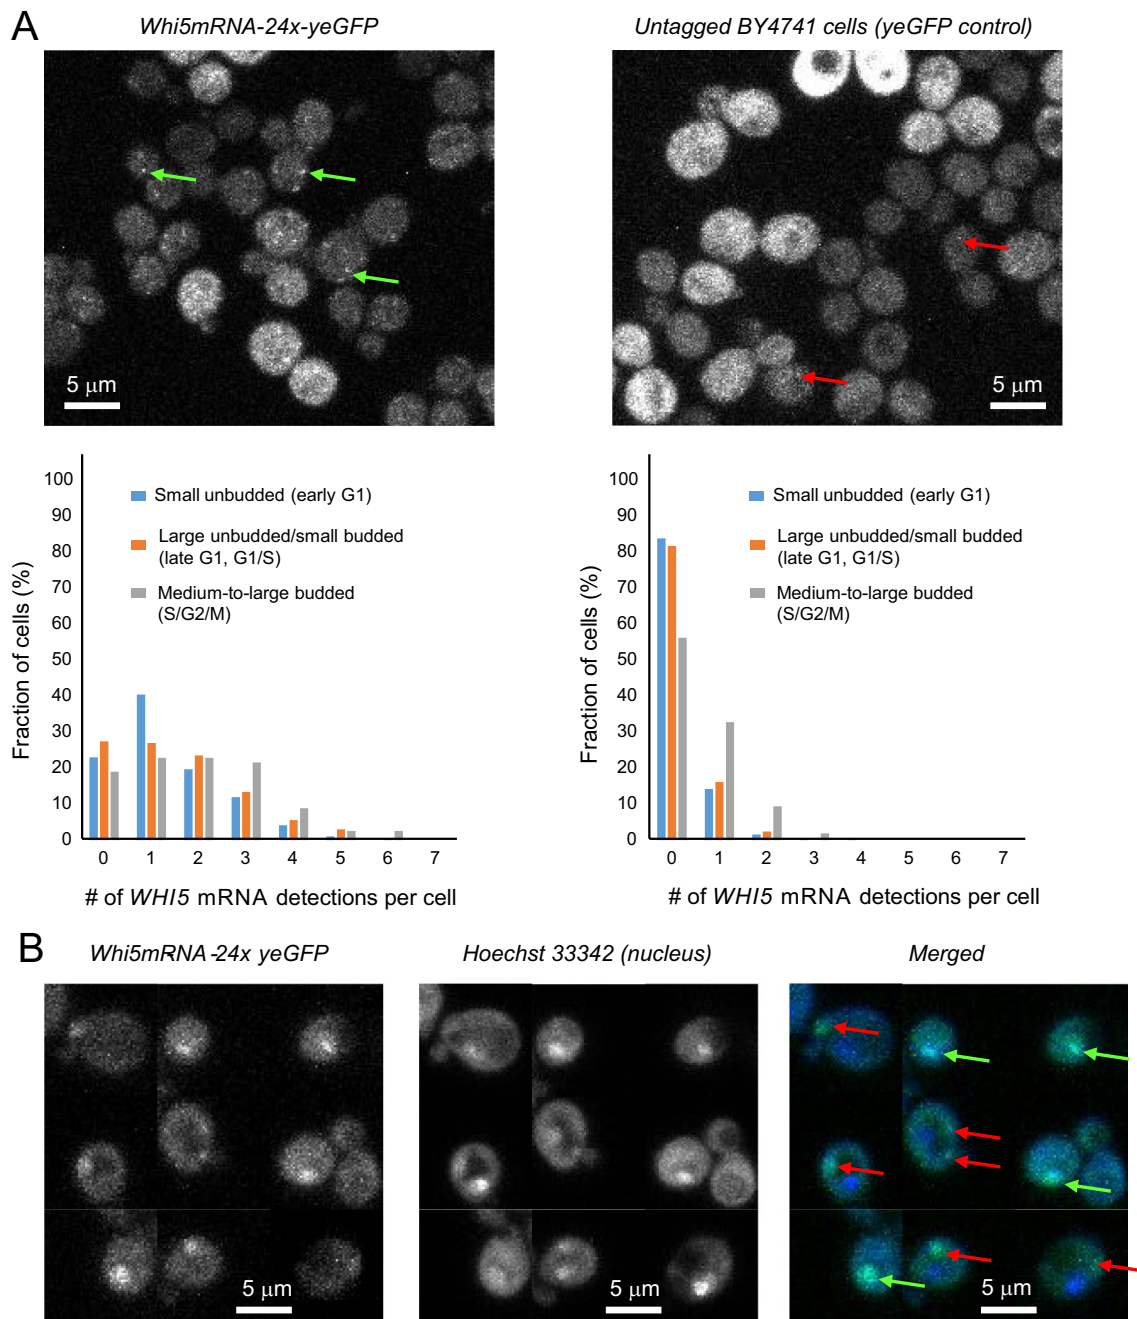 A
Whi5mRNA-24x-yeGFP
Untagged BY4741 cells (yeGFP control)
5 μm
5 μm
Fraction of cells (%)
100
90
80
70
60
50
40
30
20
10
0
Small unbudded (early G1)
Large unbudded/small budded
(late G1, G1/S)
Medium-to-large budded
(S/G2/M)
0 1 2 3 4 5 6 7
# of WHI5 mRNA detections per cell
Fraction of cells (%)
100
90
80
70
60
50
40
30
20
10
0
Small unbudded (early G1)
Large unbudded/small budded
(late G1, G1/S)
Medium-to-large budded
(S/G2/M)
0 1 2 3 4 5 6 7
# of WHI5 mRNA detections per cell
B
Whi5mRNA-24x yeGFP
Hoechst 33342 (nucleus)
Merged
5 μm
5 μm
5 μm